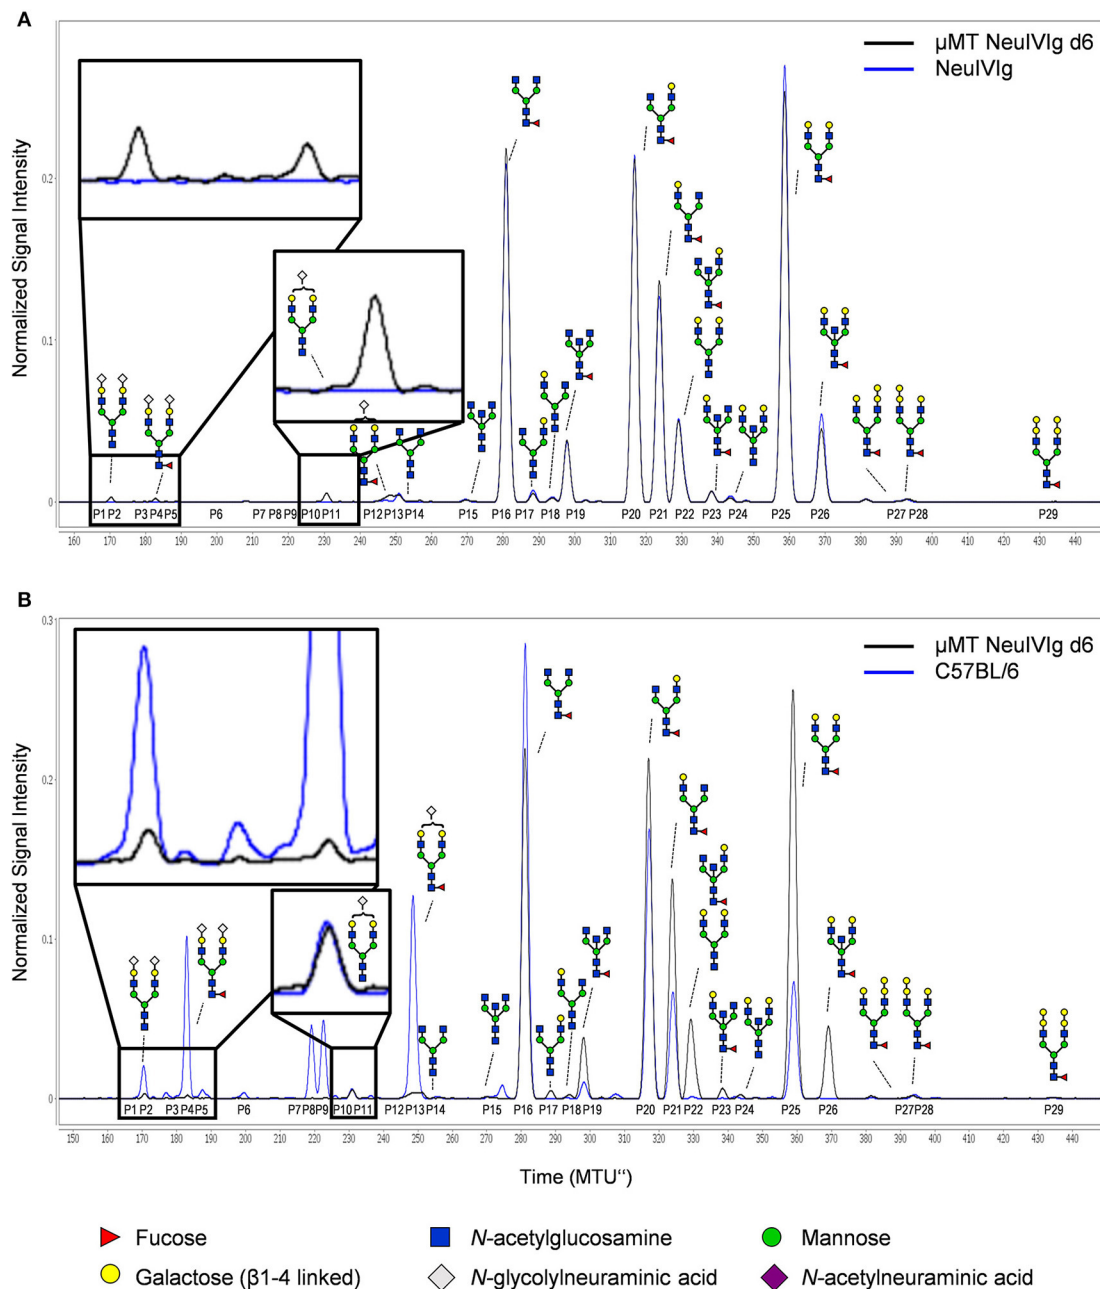 A
µMT NeuIVIg d6
NeuIVIg
Normalized Signal Intensity
0.2
0.1
0
P1 P2 P3 P4 P5 P6 P7 P8 P9 P10 P11 P12 P13 P14 P15 P16 P17 P18 P19 P20 P21 P22 P23 P24 P25 P26 P27 P28 P29
160 170 180 190 200 210 220 230 240 250 260 270 280 290 300 310 320 330 340 350 360 370 380 390 400 410 420 430 440
B
0.3
µMT NeuIVIg d6
C57BL/6
Normalized Signal Intensity
0.2
0.1
0
P1 P2 P3 P4 P5 P6 P7 P8 P9 P10 P11 P12 P13 P14 P15 P16 P17 P18 P19 P20 P21 P22 P23 P24 P25 P26 P27 P28 P29
150 160 170 180 190 200 210 220 230 240 250 260 270 280 290 300 310 320 330 340 350 360 370 380 390 400 410 420 430 440
Time (MTU“)
Fucose
N-acetylglucosamine
Mannose
Galactose (β1-4 linked)
N-glycolylneuraminic acid
N-acetylneuraminic acid